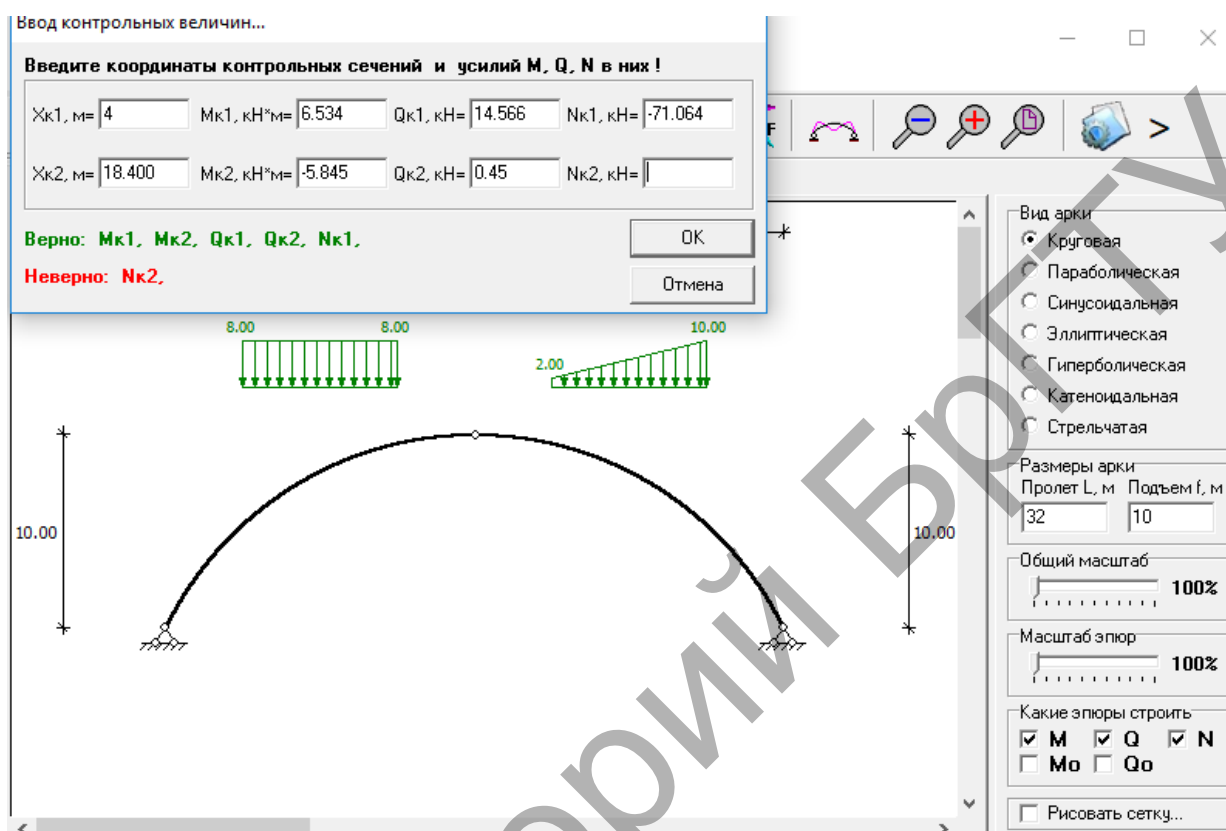 Ввод контрольных величин...
Введите координаты контрольных сечений и усилий M, Q, N в них !
Xк1, м= 4 Mк1, кН*м= 6.534 Qк1, кН= 14.566 Nк1, кН= -71.064
Xк2, м= 18.400 Mк2, кН*м= -5.845 Qк2, кН= 0.45 Nк2, кН=
Верно: Mк1, Mк2, Qк1, Qк2, Nк1,
OK
Неверно: Nк2,
Отмена
F
>
8.00 8.00 10.00
2.00
10.00
10.00
Вид арки
Круговая
Параболическая
Синусоидальная
Эллиптическая
Гиперболическая
Катеноидальная
Стрельчатая
Размеры арки
Пролет L, м Подъем f, м
32 10
Общий масштаб
100%
Масштаб эпюр
100%
Какие эпюры строить
M Q N
Mo Qo
Рисовать сетку...
орий БрГТУ